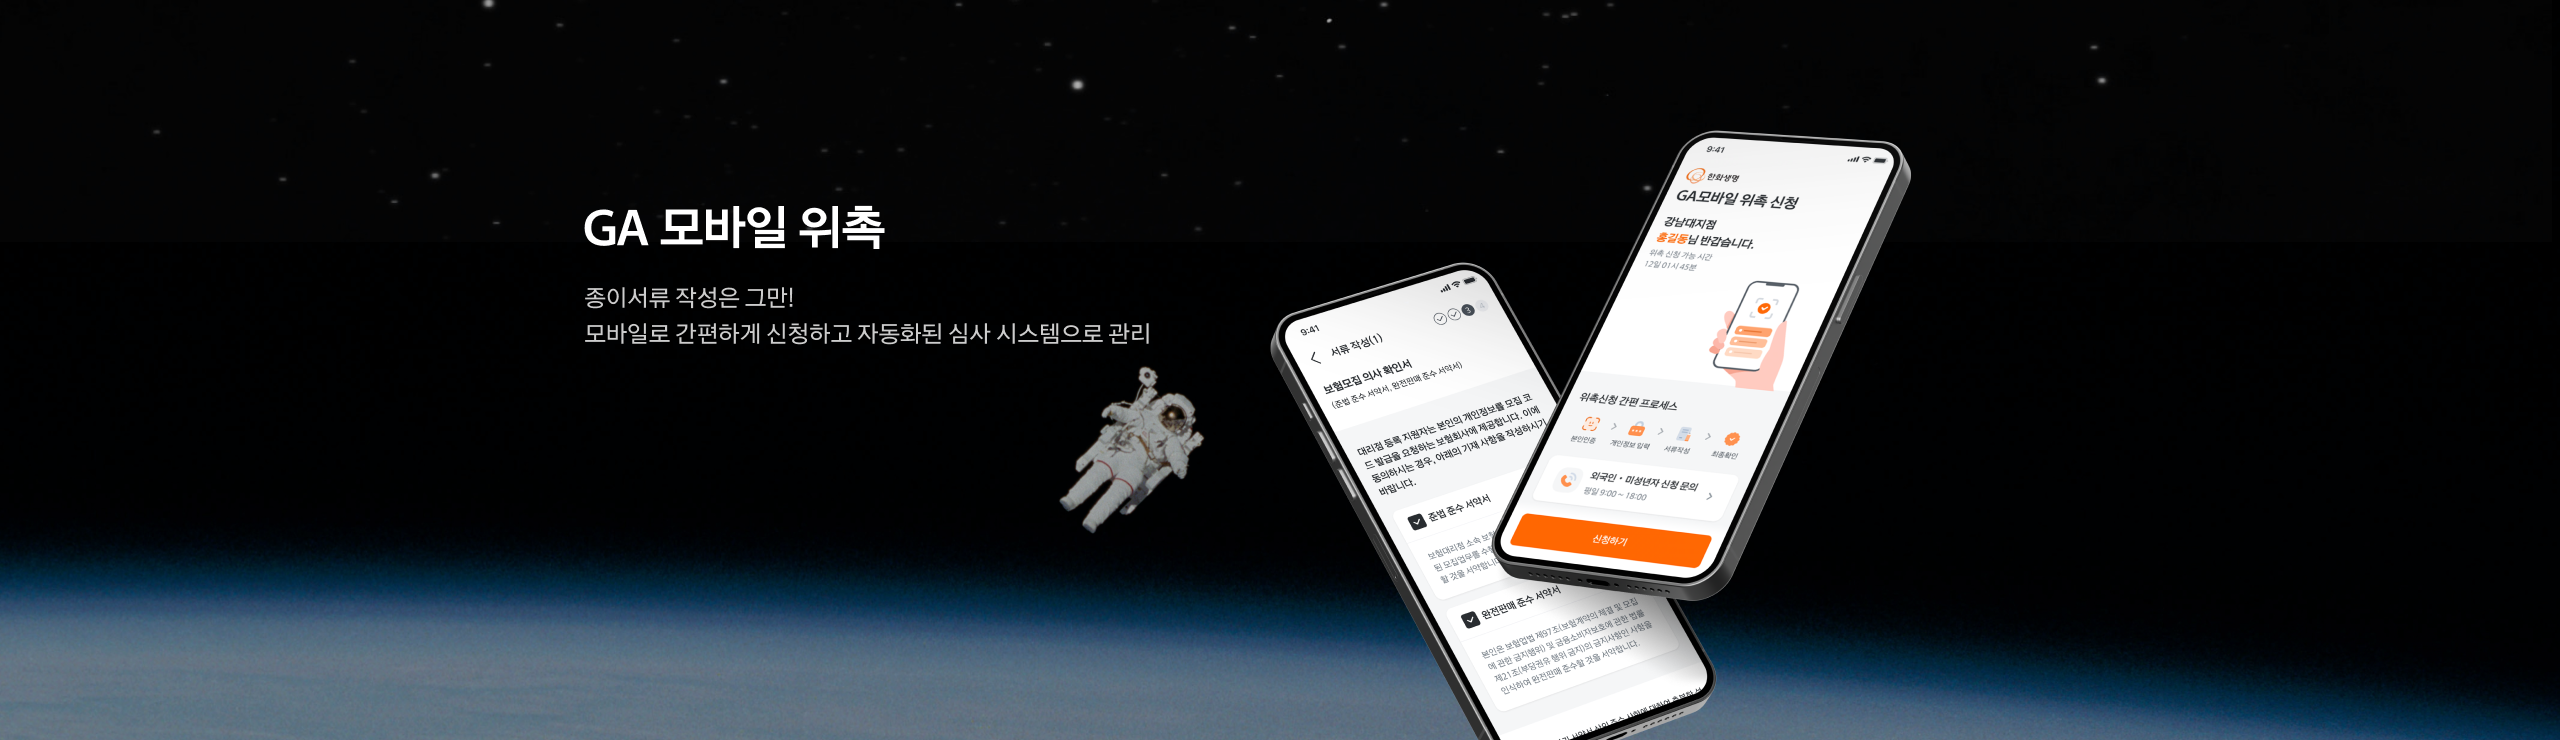 GA 모바일 위촉
종이서류 작성은 그만!
모바일로 간편하게 신청하고 자동화된 심사 시스템으로 관리
9:41
서류 작성(1)
3
4
보험모집 의사 확인서
(준법 준수 서약서, 완전판매 준수 서약서)
대리점 등록 지원자는 본인의 개인정보를 모집 코
드 발급을 요청하는 보험회사에 제공합니다. 이에
동의하시는 경우, 아래의 기재 사항을 작성하시기
바랍니다.
준법 준수 서약서
보험대리점 소속 보험
된 모집업무를 수행
할 것을 서약합니다
완전판매 준수 서약서
본인은 보험업법 제97조(보험계약의 체결 및 모집
에 관한 금지행위) 및 금융소비자보호에 관한 법률
제21조(부당권유 행위 금지)의 금지사항인 사항을
인식하여 완전판매 준수할 것을 서약합니다.
9:41
한화생명
GA모바일 위촉 신청
강남대지점
홍길동님 반갑습니다.
위촉 신청 가능 시간
12일 01시 45분
위촉신청 간편 프로세스
본인인증
개인정보 입력
서류작성
최종확인
외국인・미성년자 신청 문의
평일 9:00 ~ 18:00
신청하기